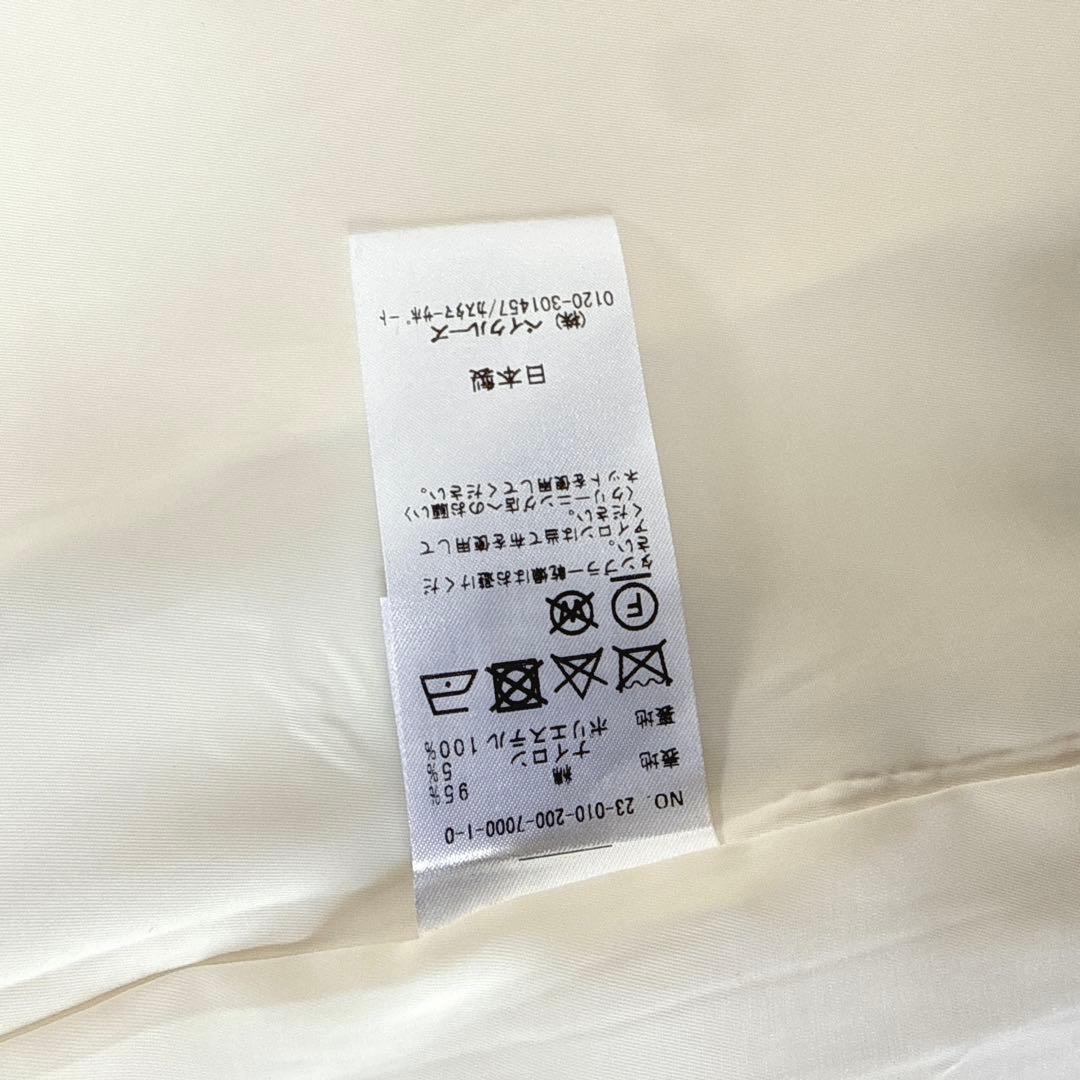 NO. 23-010-200-7000-1-0
表地 綿 95%
ナイロン 5%
裏地 ポリエステル 100%
F W
タンブラー乾燥はお避けくだ
さい。
アイロンは当て布を使用して
ください。
〈クリーニング店へのお願い〉
ネットを使用してください。
日本製
(株) ベイクルーズ
0120-301457/カスタマーサポート